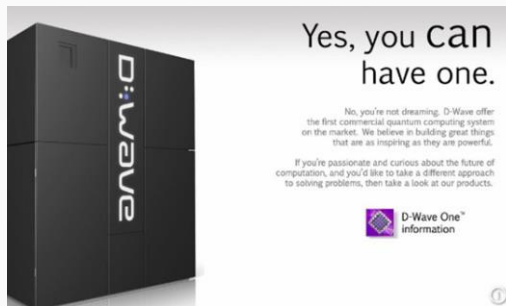 D:wave
Yes, you can
have one.
No, you're not dreaming. D-Wave offer
the first commercial quantum computing system
on the market. We believe in building great things
that are as inspiring as they are powerful.
If you're passionate and curious about the future of
computation, and you'd like to take a different approach
to solving problems, then take a look at our products.
D-Wave One™
information